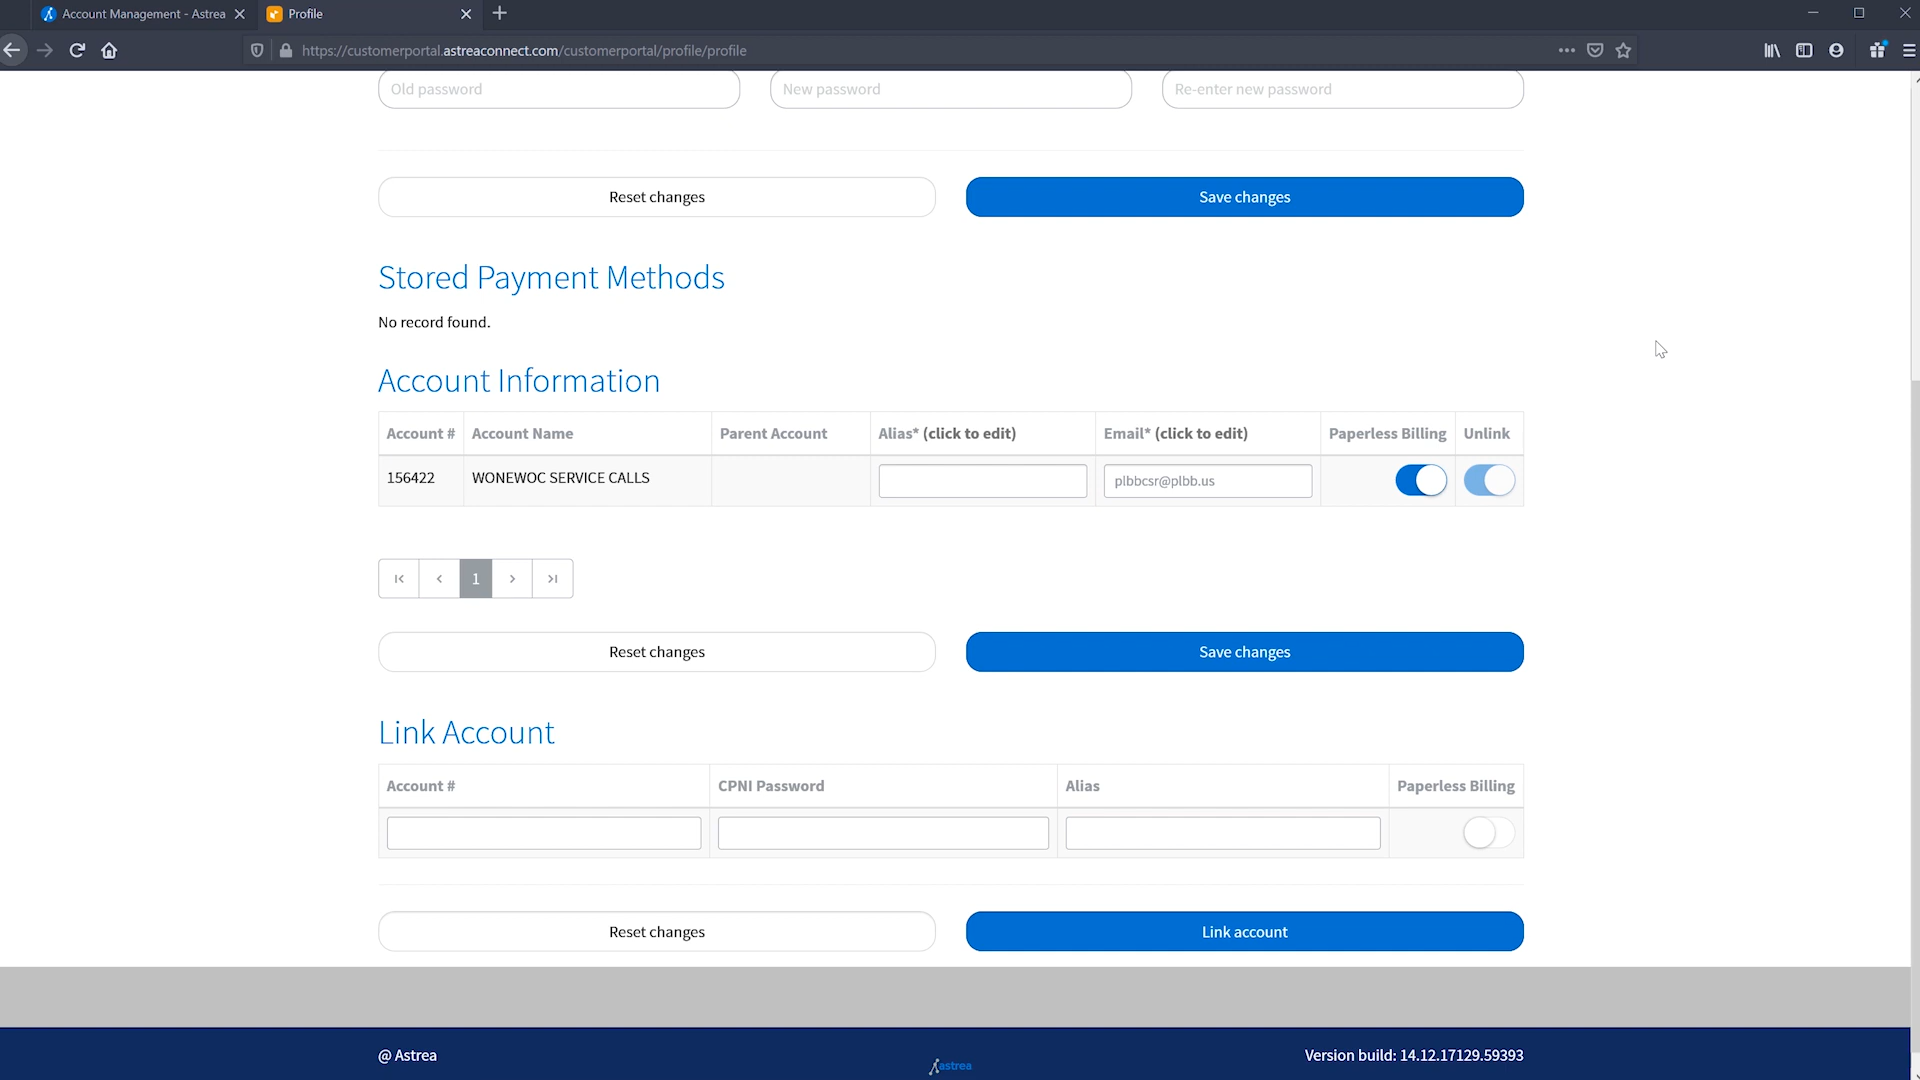 Account Management - Astrea
Profile
https://customerportal.astreaconnect.com/customerportal/profile/profile
Old password
New password
Re-enter new password
Reset changes
Save changes
Stored Payment Methods
No record found.
Account Information
Account #
Account Name
Parent Account
Alias* (click to edit)
Email* (click to edit)
Paperless Billing
Unlink
156422
WONEWOC SERVICE CALLS
plbbcsr@plbb.us
1
Reset changes
Save changes
Link Account
Account #
CPNI Password
Alias
Paperless Billing
Reset changes
Link account
@ Astrea
astrea
Version build: 14.12.17129.59393